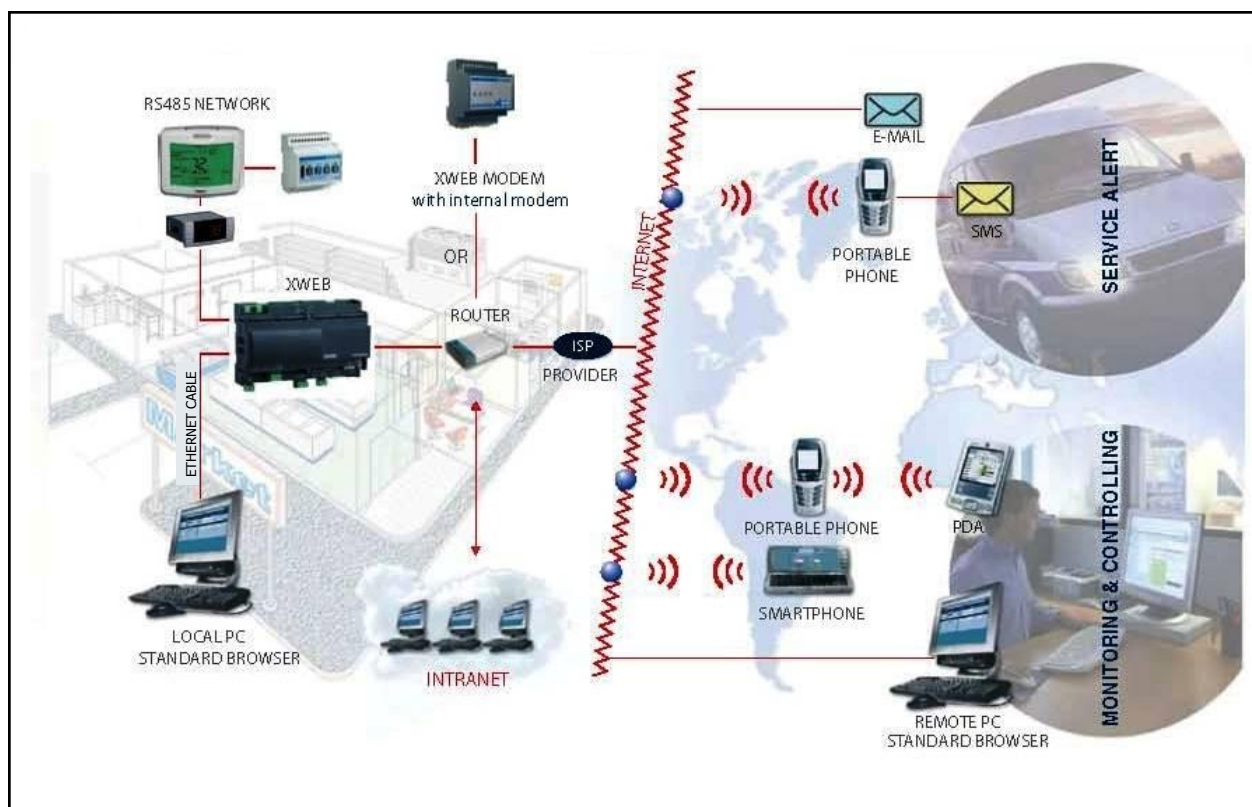 RS485 NETWORK
XWEB MODEM
with internal modem
OR
XWEB
ROUTER
ISP
PROVIDER
ETHERNET CABLE
Market
LOCAL PC
STANDARD BROWSER
INTRANET
INTERNET
E-MAIL
PORTABLE
PHONE
SMS
SERVICE ALERT
PORTABLE PHONE
PDA
SMARTPHONE
REMOTE PC
STANDARD BROWSER
MONITORING & CONTROLLING